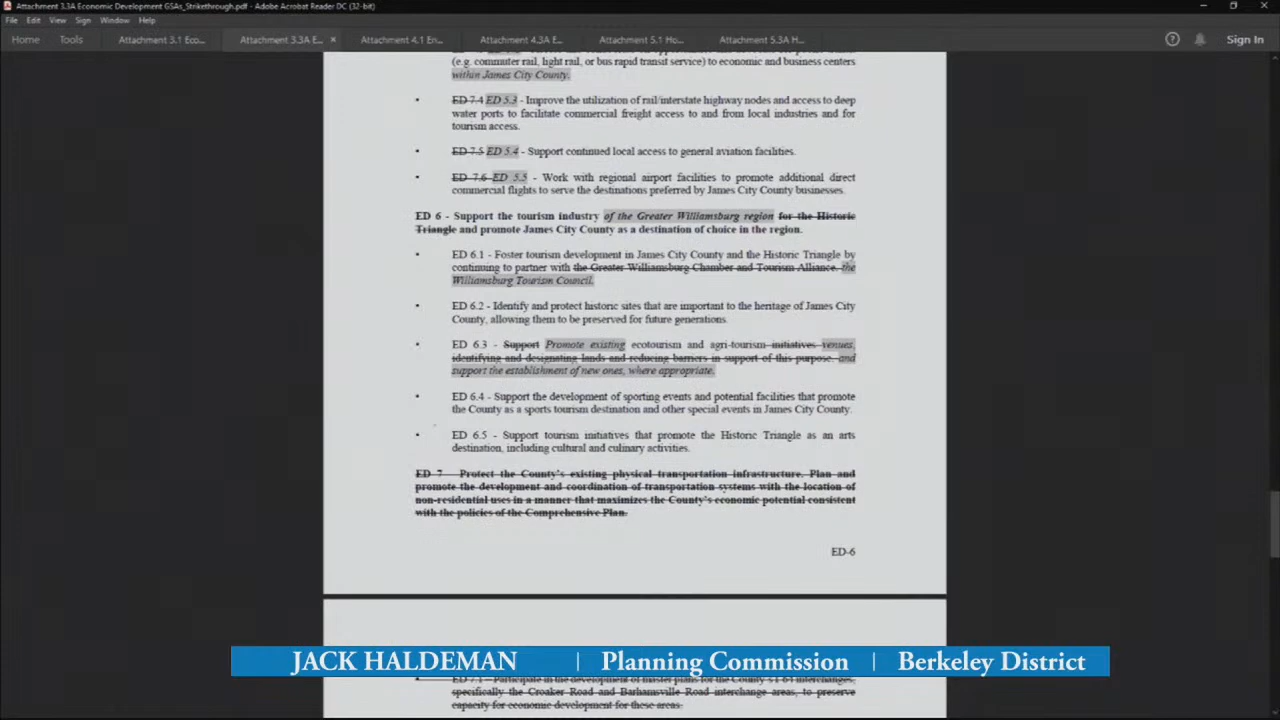 Attachment 3.3A Economic Development GSAs_Strikethrough.pdf - Adobe Acrobat Reader DC (32-bit)
File Edit View Sign Window Help
Home Tools Attachment 3.1 Eco... Attachment 3.3A E... × Attachment 4.1 En... Attachment 4.3A E... Attachment 5.1 Ho... Attachment 5.3A H... Sign In
(e.g. commuter rail, light rail, or bus rapid transit service) to economic and business centers
within James City County.
• ED 7.4 ED 5.3 - Improve the utilization of rail/interstate highway nodes and access to deep
water ports to facilitate commercial freight access to and from local industries and for
tourism access.
• ED 7.5 ED 5.4 - Support continued local access to general aviation facilities.
• ED 7.6 ED 5.5 - Work with regional airport facilities to promote additional direct
commercial flights to serve the destinations preferred by James City County businesses.
ED 6 - Support the tourism industry of the Greater Williamsburg region for the Historic
Triangle and promote James City County as a destination of choice in the region.
• ED 6.1 - Foster tourism development in James City County and the Historic Triangle by
continuing to partner with the Greater Williamsburg Chamber and Tourism Alliance. the
Williamsburg Tourism Council.
• ED 6.2 - Identify and protect historic sites that are important to the heritage of James City
County, allowing them to be preserved for future generations.
• ED 6.3 - Support Promote existing ecotourism and agri-tourism initiatives venues,
identifying and designating lands and reducing barriers in support of this purpose. and
support the establishment of new ones, where appropriate.
• ED 6.4 - Support the development of sporting events and potential facilities that promote
the County as a sports tourism destination and other special events in James City County.
• ED 6.5 - Support tourism initiatives that promote the Historic Triangle as an arts
destination, including cultural and culinary activities.
ED 7 - Protect the County's existing physical transportation infrastructure. Plan and
promote the development and coordination of transportation systems with the location of
non-residential uses in a manner that maximizes the County's economic potential consistent
with the policies of the Comprehensive Plan.
ED-6
JACK HALDEMAN | Planning Commission | Berkeley District
ED 7.1 - Participate in the development of master plans for the County's I-64 interchanges,
specifically the Croaker Road and Barhamsville Road interchange areas, to preserve
capacity for economic development for these areas.